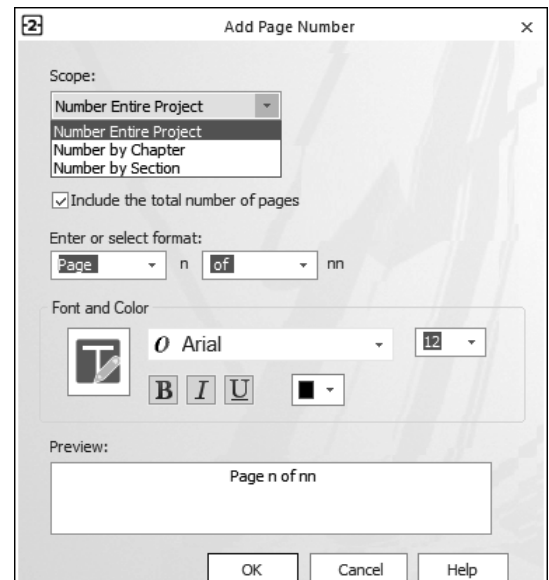 -2-
Add Page Number
Scope:
Number Entire Project
Number Entire Project
Number by Chapter
Number by Section
Include the total number of pages
Enter or select format:
Page n of nn
Font and Color
T O Arial 12
B I U
Preview:
Page n of nn
OK Cancel Help